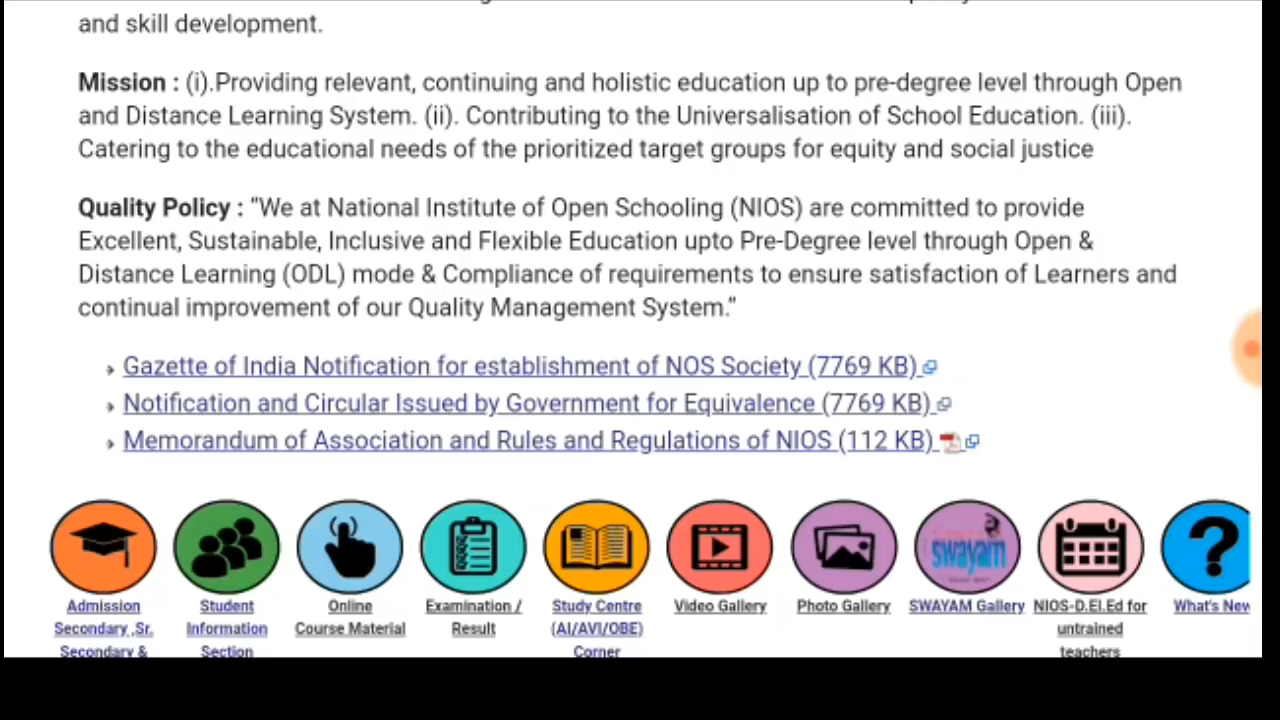 and skill development.
Mission : (i).Providing relevant, continuing and holistic education up to pre-degree level through Open
and Distance Learning System. (ii). Contributing to the Universalisation of School Education. (iii).
Catering to the educational needs of the prioritized target groups for equity and social justice
Quality Policy : "We at National Institute of Open Schooling (NIOS) are committed to provide
Excellent, Sustainable, Inclusive and Flexible Education upto Pre-Degree level through Open &
Distance Learning (ODL) mode & Compliance of requirements to ensure satisfaction of Learners and
continual improvement of our Quality Management System."
Gazette of India Notification for establishment of NOS Society (7769 KB)
Notification and Circular Issued by Government for Equivalence (7769 KB)
Memorandum of Association and Rules and Regulations of NIOS (112 KB)
swayam
Admission
Secondary ,Sr.
Secondary &
Student
Information
Section
Online
Course Material
Examination /
Result
Study Centre
(AI/AVI/OBE)
Corner
Video Gallery
Photo Gallery
SWAYAM Gallery
NIOS-D.El.Ed for
untrained
teachers
What's New